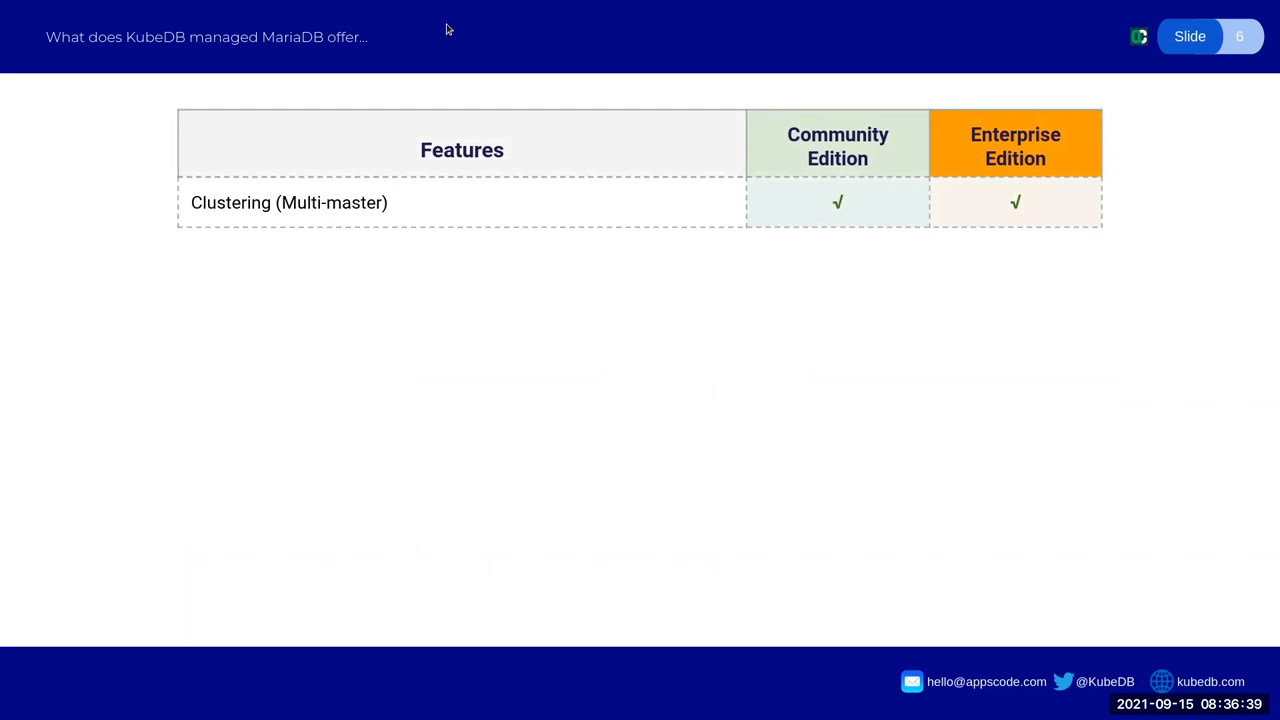 What does KubeDB managed MariaDB offer...
Slide 6
Features
Community
Edition
Enterprise
Edition
Clustering (Multi-master) √ √
hello@appscode.com @KubeDB kubedb.com
2021-09-15 08:36:39